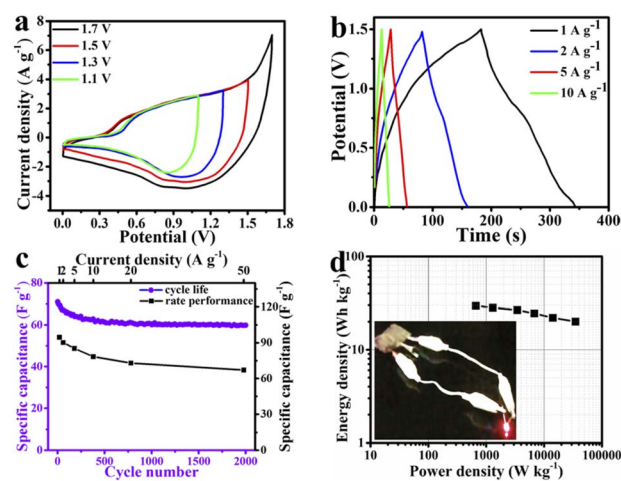 a
1.7 V
1.5 V
1.3 V
1.1 V
Current density (A g⁻¹)
8
6
4
2
0
-2
-4
0.0 0.3 0.6 0.9 1.2 1.5 1.8
Potential (V)
b
1 A g⁻¹
2 A g⁻¹
5 A g⁻¹
10 A g⁻¹
Potential (V)
1.5
1.0
0.5
0.0
0 100 200 300 400
Time (s)
c
Current density (A g⁻¹)
1 2 5 10 20 50
cycle life
rate performance
Specific capacitance (F g⁻¹)
80
60
40
20
0
Specific capacitance (F g⁻¹)
120
90
60
30
0
0 500 1000 1500 2000
Cycle number
d
Energy density (Wh kg⁻¹)
100
10
1
10 100 1000 10000 100000
Power density (W kg⁻¹)